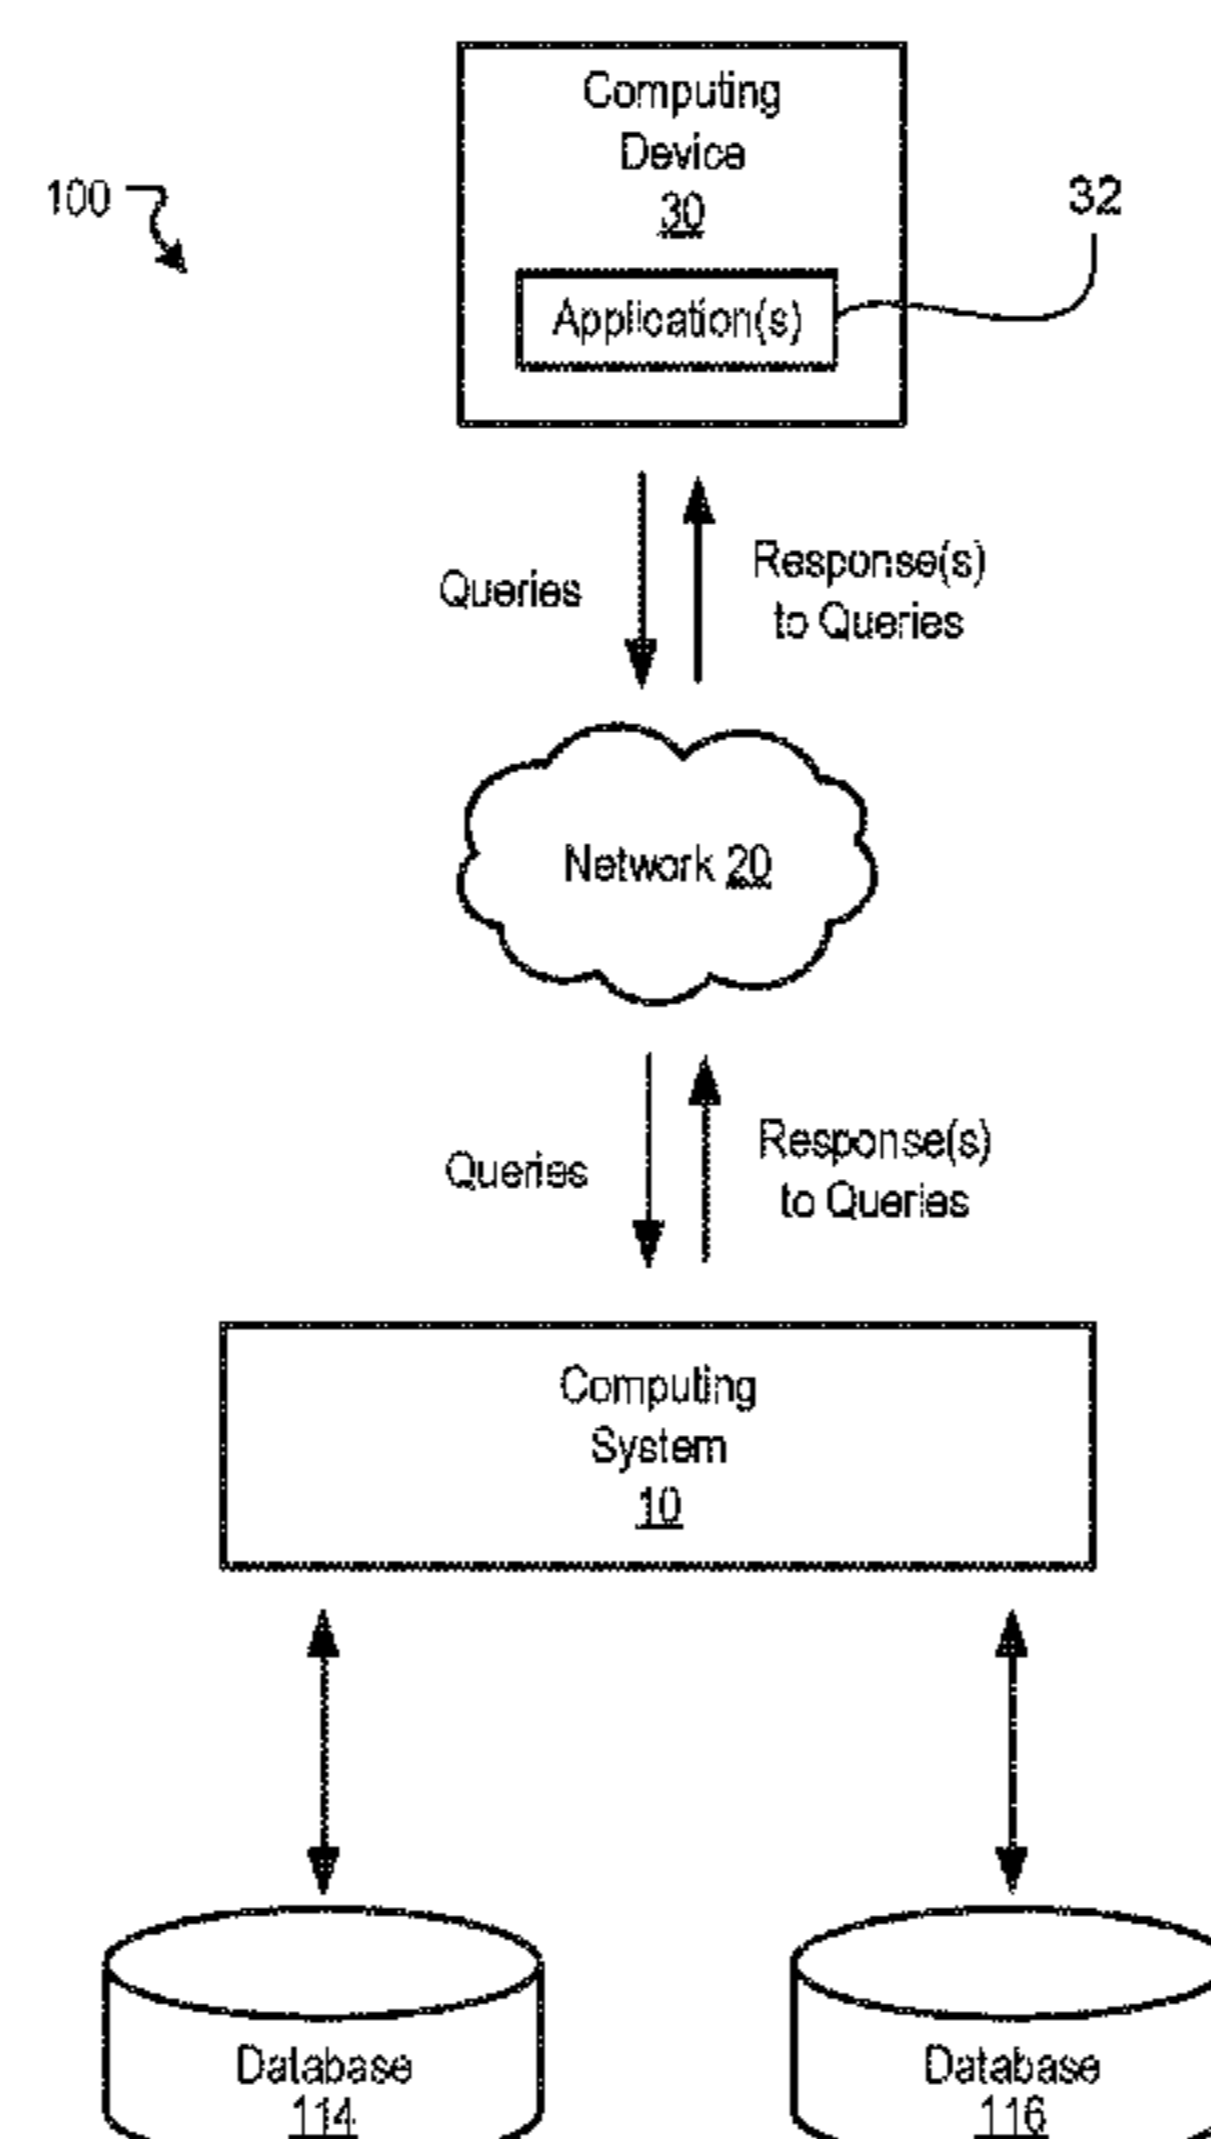 Computing
Device
30
100
32
Application(s)
Queries
Response(s)
to Queries
Network 20
Queries
Response(s)
to Queries
Computing
System
10
Database
114
Database
116